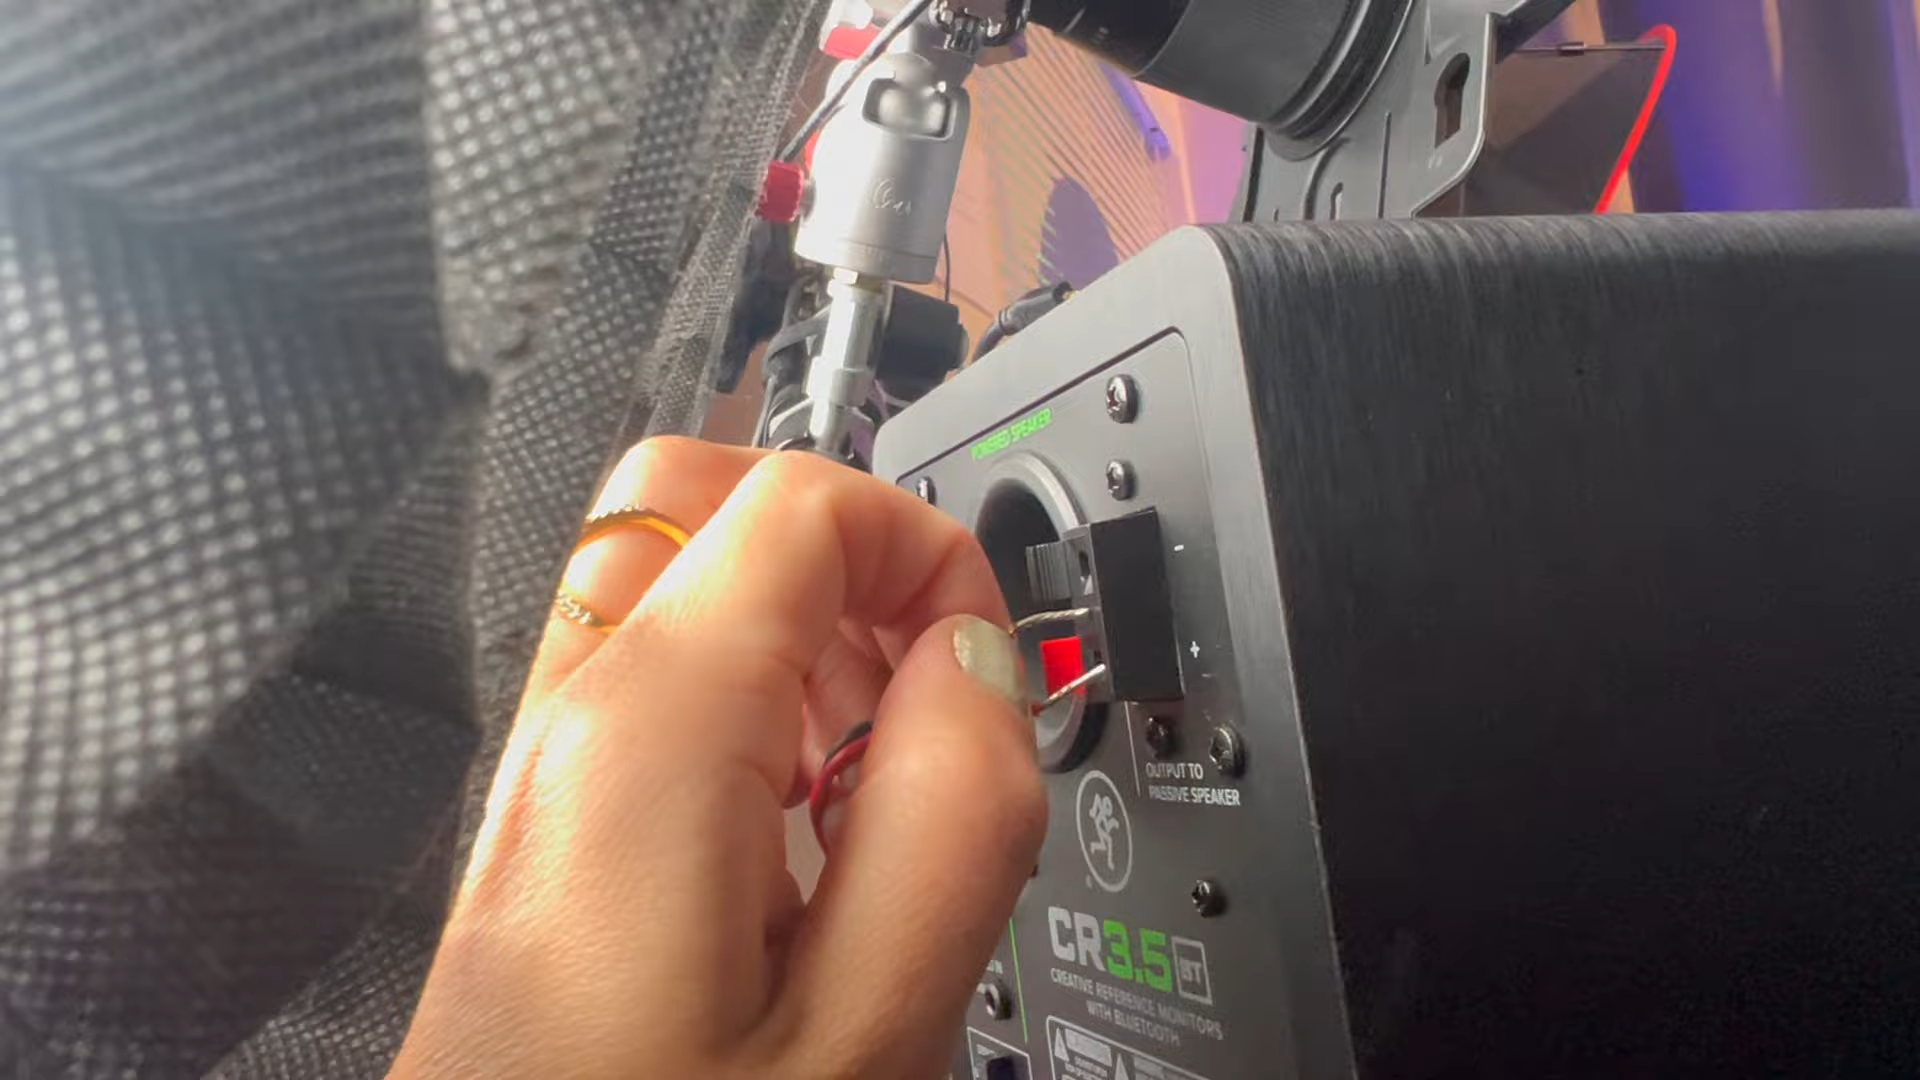 POWERED SPEAKER
-
+
OUTPUT TO
PASSIVE SPEAKER
CR3.5 BT
CREATIVE REFERENCE MONITORS
WITH BLUETOOTH